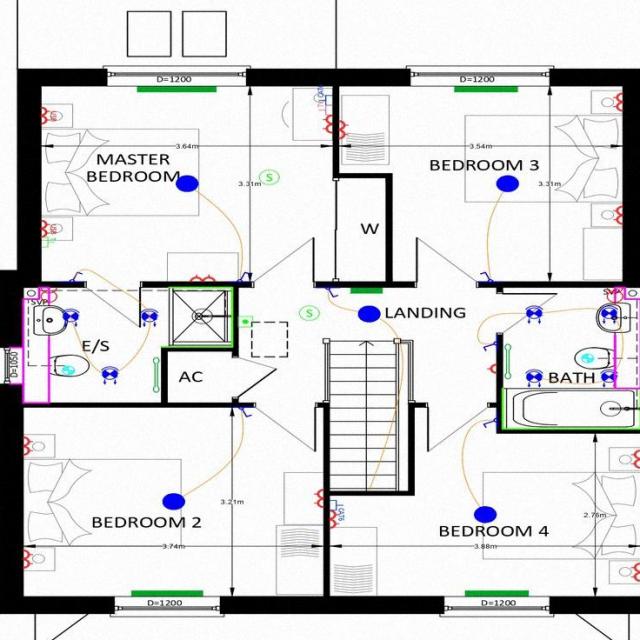 D=1200
D=1200
3.64m
3.54m
MASTER
BEDROOM
S
3.31m
BEDROOM 3
3.31m
W
SVP
E/S
S
LANDING
D=1050
AC
BATH
3.21m
BEDROOM 2
3.74m
BEDROOM 4
3.88m
2.76m
D=1200
D=1200